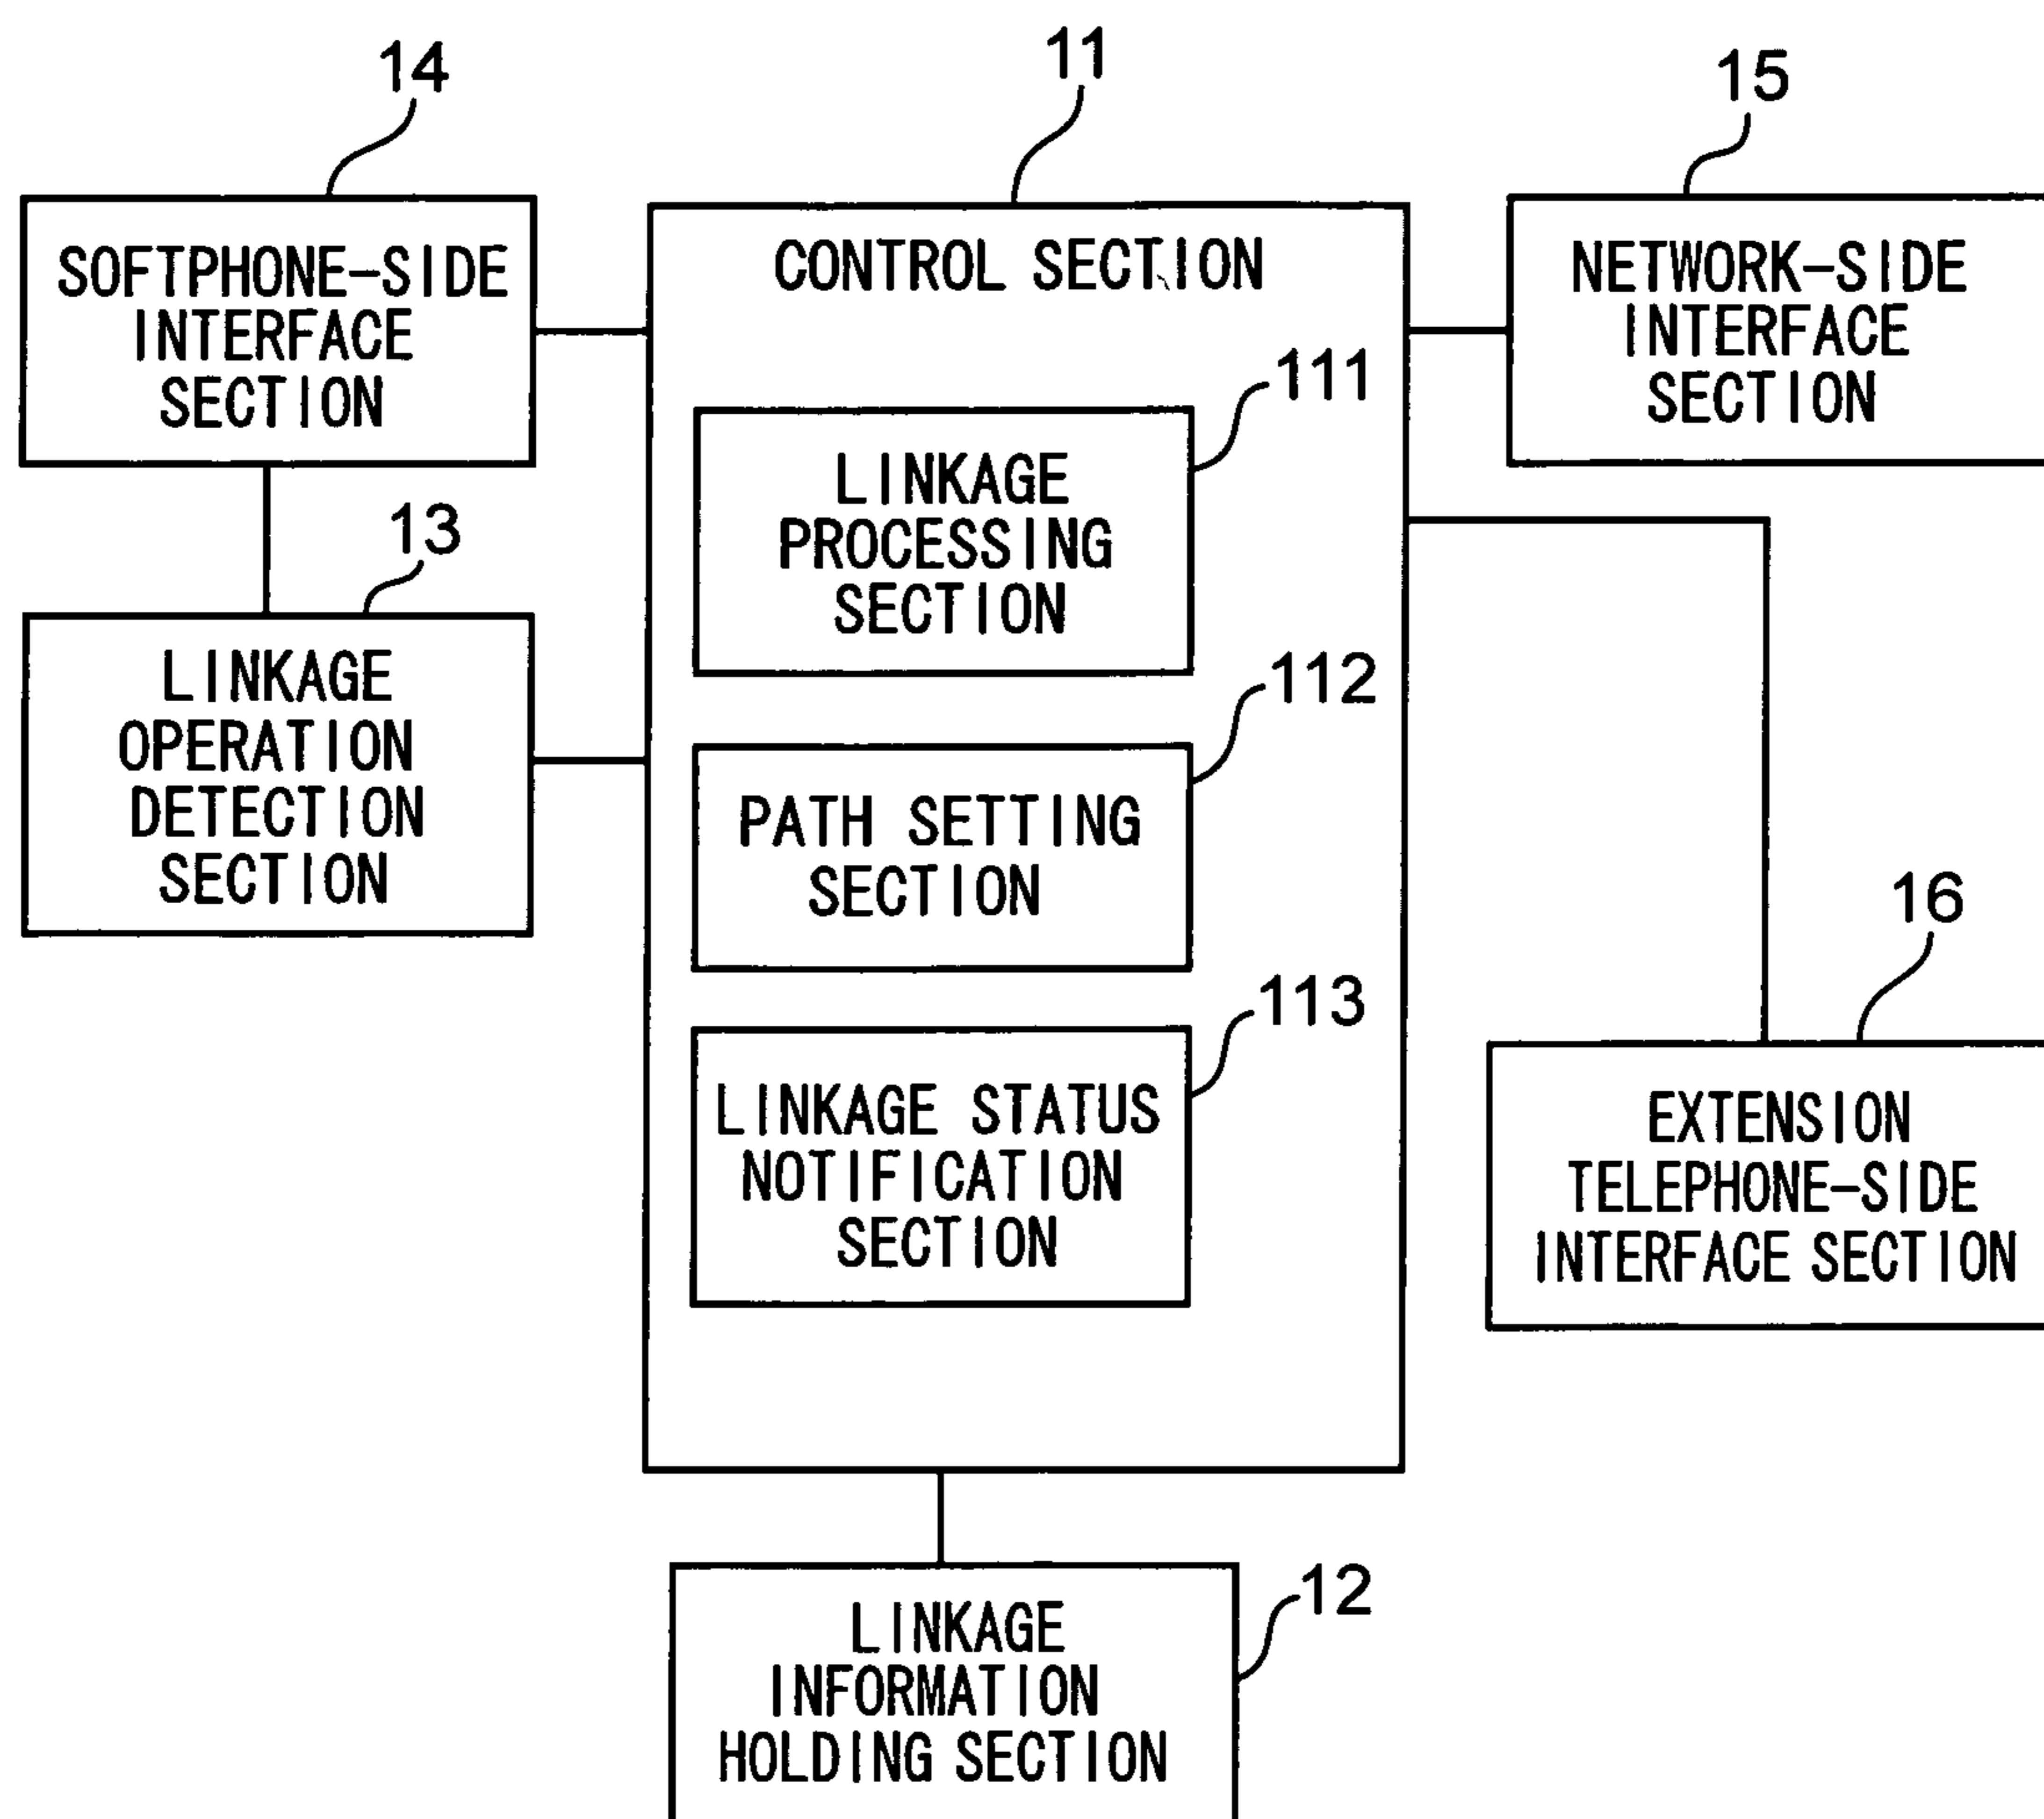 14
11
15
SOFTPHONE-SIDE
INTERFACE
SECTION
CONTROL SECTION
NETWORK-SIDE
INTERFACE
SECTION
111
LINKAGE
PROCESSING
SECTION
13
LINKAGE
OPERATION
DETECTION
SECTION
112
PATH SETTING
SECTION
16
113
LINKAGE STATUS
NOTIFICATION
SECTION
EXTENSION
TELEPHONE-SIDE
INTERFACE SECTION
12
LINKAGE
INFORMATION
HOLDING SECTION